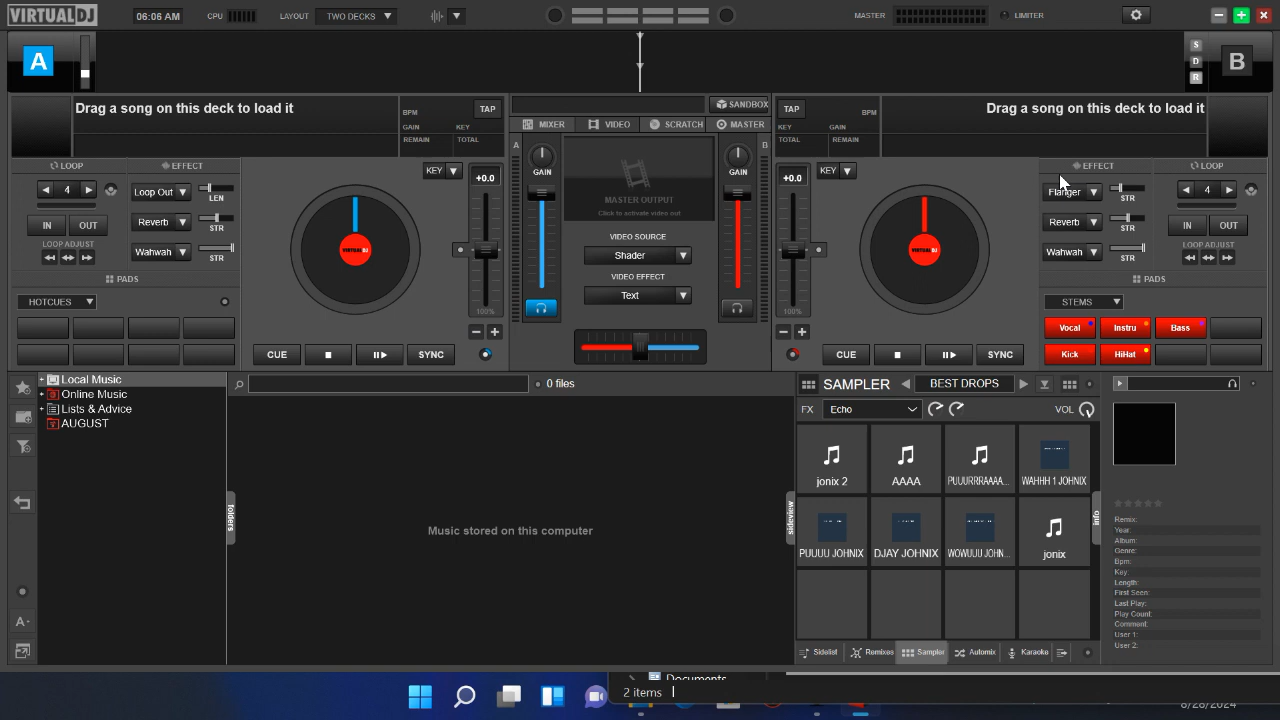 VIRTUALDJ
06:06 AM
CPU
LAYOUT
TWO DECKS
MASTER
LIMITER
A
S
D
R
B
Drag a song on this deck to load it
BPM
GAIN
REMAIN
TAP
KEY
TOTAL
SANDBOX
MIXER
VIDEO
SCRATCH
MASTER
TAP
KEY
TOTAL
BPM
GAIN
REMAIN
Drag a song on this deck to load it
LOOP
EFFECT
4
Loop Out
LEN
IN
OUT
Reverb
STR
LOOP ADJUST
Wahwah
STR
PADS
HOTCUES
KEY
+0.0
100%
CUE
SYNC
A
GAIN
MASTER OUTPUT
Click to activate video out
VIDEO SOURCE
Shader
VIDEO EFFECT
Text
GAIN
B
+0.0
KEY
100%
VIRTUALDJ
VIRTUALDJ
CUE
SYNC
EFFECT
LOOP
Flanger
STR
4
Reverb
STR
IN
OUT
Wahwah
STR
LOOP ADJUST
PADS
STEMS
Vocal
Instru
Bass
Kick
HiHat
Local Music
Online Music
Lists & Advice
AUGUST
0 files
folders
Music stored on this computer
sideview
SAMPLER
BEST DROPS
FX
Echo
VOL
jonix 2
AAAA
PUUURRRAAAA...
WAHHH 1 JOHNIX
PUUUU JOHNIX
DJAY JOHNIX
WOWUUU JOHN...
jonix
Sidelist
Remixes
Sampler
Automix
Karaoke
info
Remix:
Year:
Album:
Genre:
Bpm:
Key:
Length:
First Seen:
Last Play:
Play Count:
Comment:
User 1:
User 2:
A-
Documents
2 items
8/28/2024